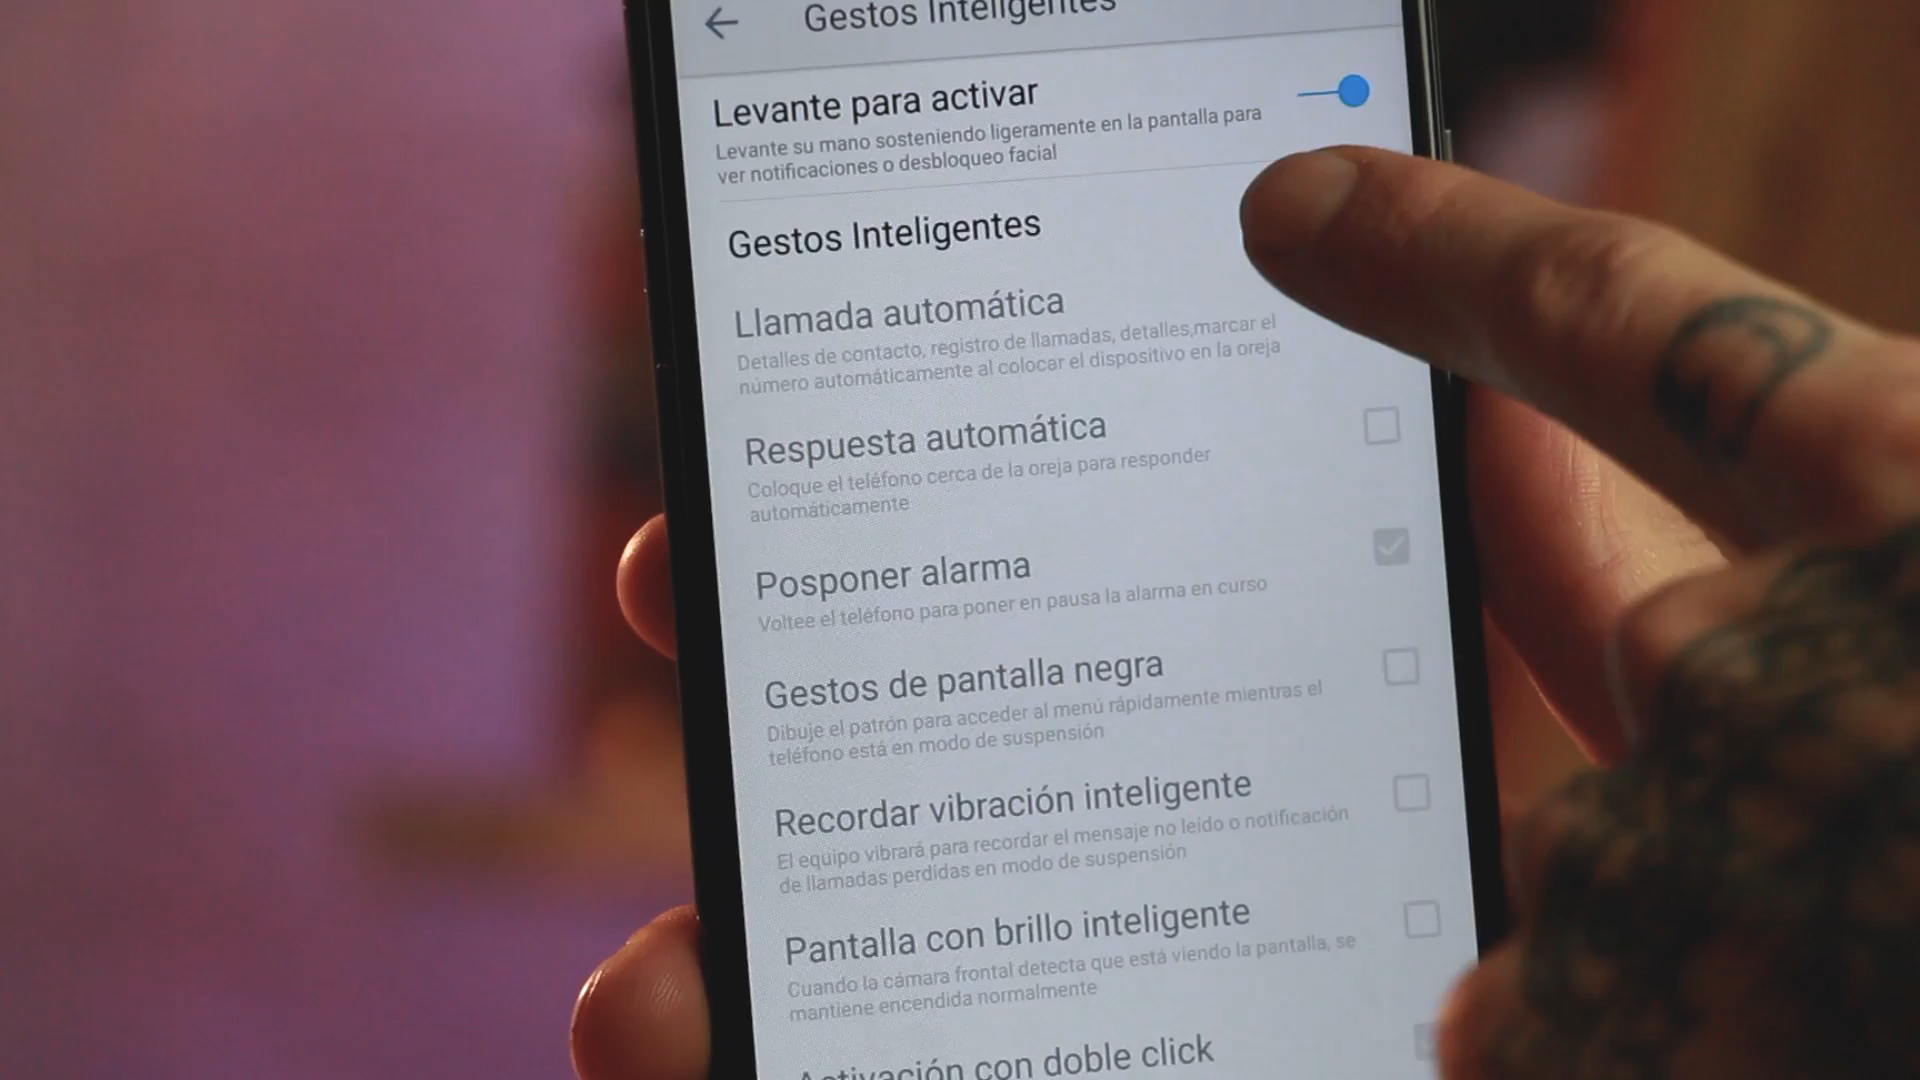 Gestos Inteligentes
Levante para activar
Levante su mano sosteniendo ligeramente en la pantalla para
ver notificaciones o desbloqueo facial
Gestos Inteligentes
Llamada automática
Detalles de contacto, registro de llamadas, detalles,marcar el
número automáticamente al colocar el dispositivo en la oreja
Respuesta automática
Coloque el teléfono cerca de la oreja para responder
automáticamente
Posponer alarma
Voltee el teléfono para poner en pausa la alarma en curso
Gestos de pantalla negra
Dibuje el patrón para acceder al menú rápidamente mientras el
teléfono está en modo de suspensión
Recordar vibración inteligente
El equipo vibrará para recordar el mensaje no leído o notificación
de llamadas perdidas en modo de suspensión
Pantalla con brillo inteligente
Cuando la cámara frontal detecta que está viendo la pantalla, se
mantiene encendida normalmente
Activación con doble click